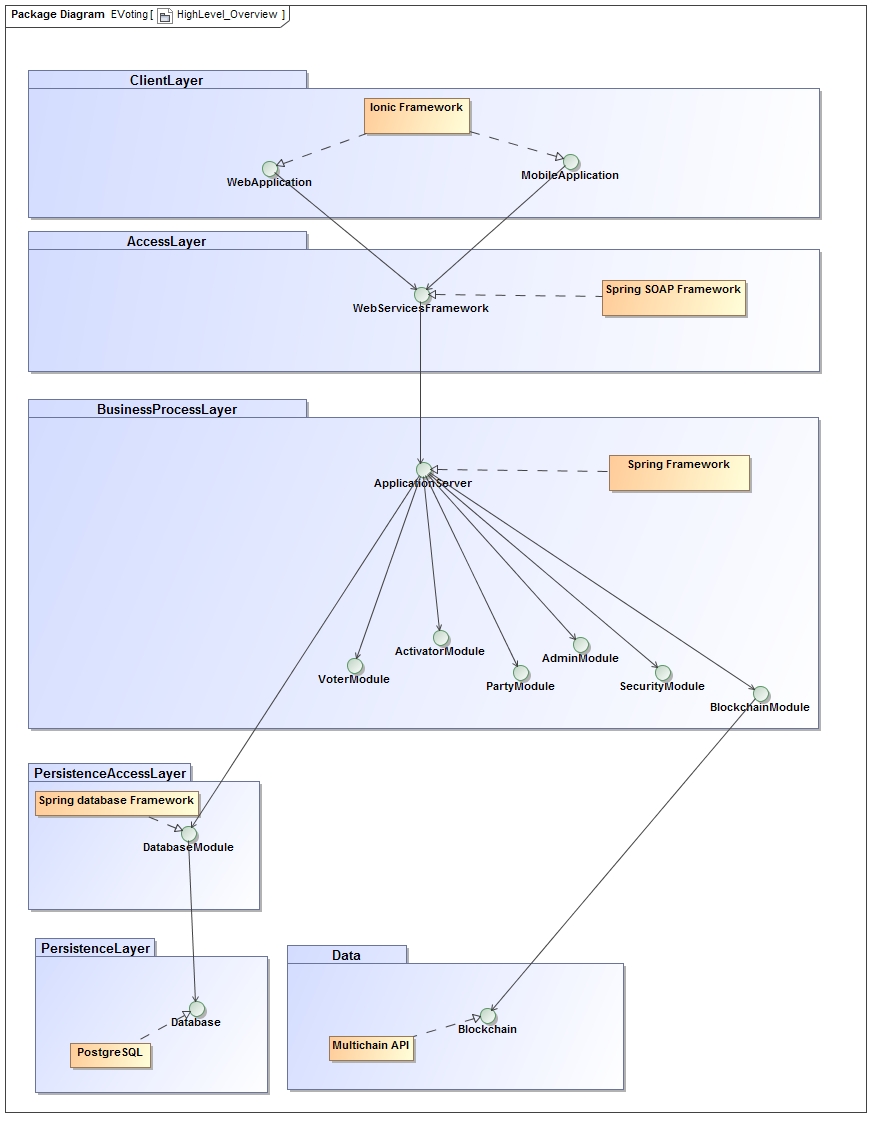 Package Diagram EVoting [ HighLevel_Overview ]
ClientLayer
Ionic Framework
WebApplication
MobileApplication
AccessLayer
Spring SOAP Framework
WebServicesFramework
BusinessProcessLayer
Spring Framework
ApplicationServer
ActivatorModule
AdminModule
VoterModule
PartyModule
SecurityModule
BlockchainModule
PersistenceAccessLayer
Spring database Framework
DatabaseModule
PersistenceLayer
Database
PostgreSQL
Data
Blockchain
Multichain API